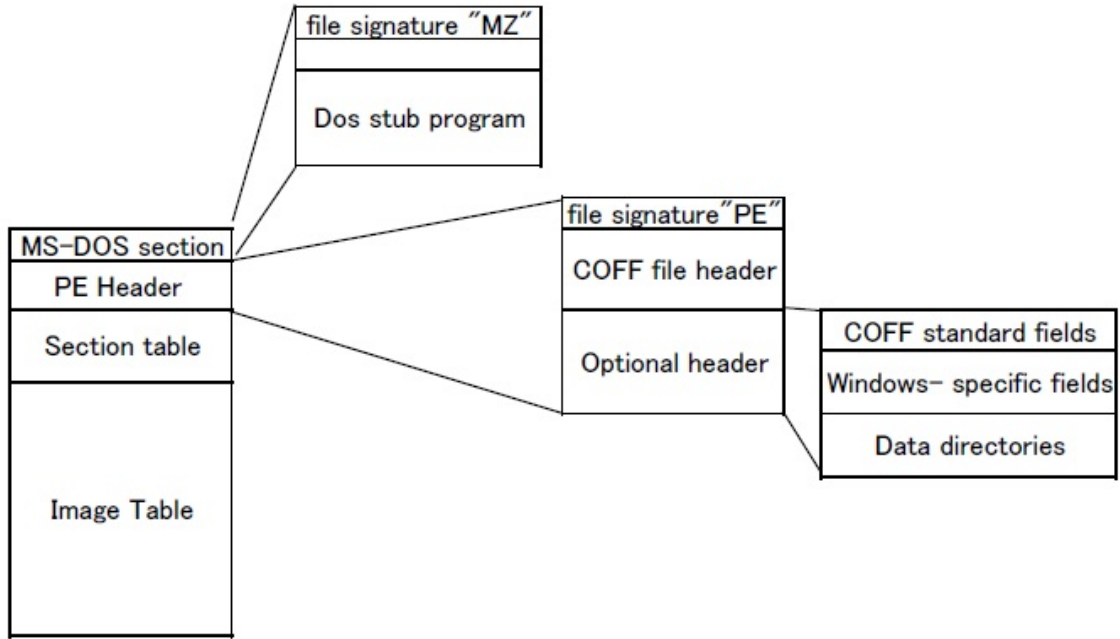 file signature "MZ"
Dos stub program
MS-DOS section
PE Header
Section table
Image Table
file signature"PE"
COFF file header
Optional header
COFF standard fields
Windows- specific fields
Data directories